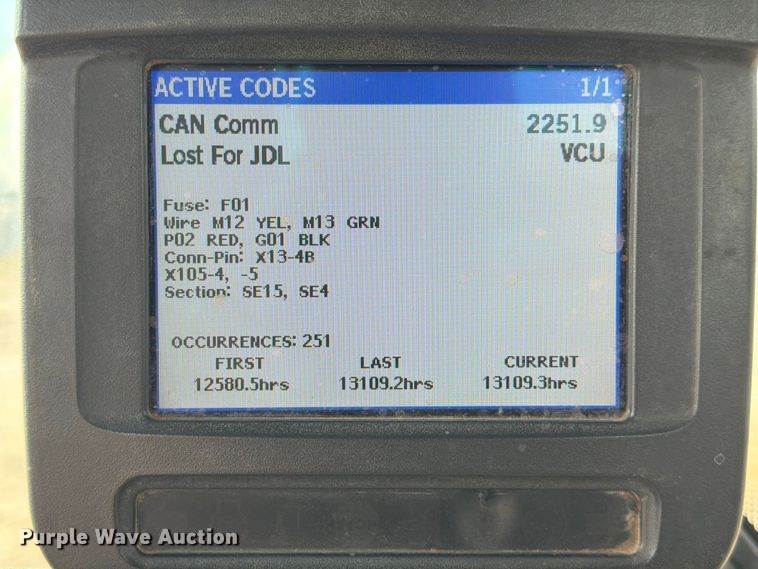 ACTIVE CODES 1/1
CAN Comm 2251.9
Lost For JDL VCU
Fuse: F01
Wire M12 YEL, M13 GRN
P02 RED, G01 BLK
Conn-Pin: X13-4B
X105-4, -5
Section: SE15, SE4
OCCURRENCES: 251
FIRST LAST CURRENT
12580.5hrs 13109.2hrs 13109.3hrs
Purple Wave Auction